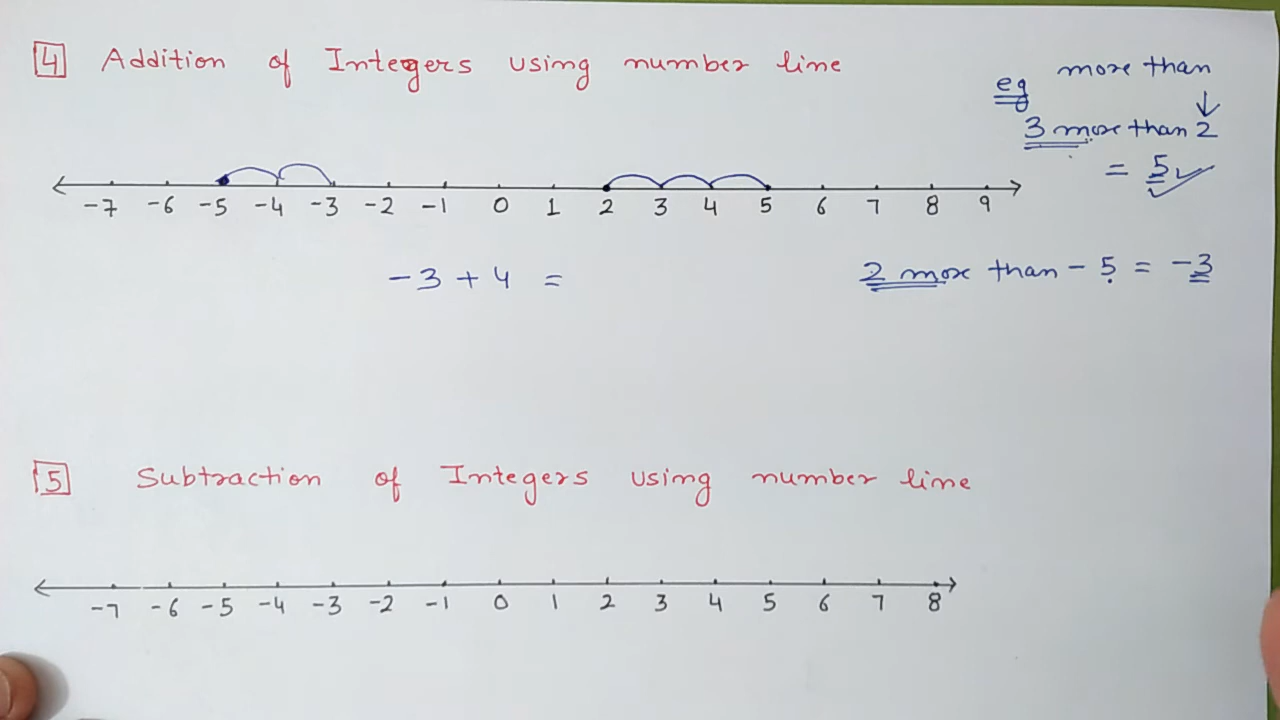 4 Addition of Integers using number line
eg more than
↓
3 more than 2
= 5 ✓
-7 -6 -5 -4 -3 -2 -1 0 1 2 3 4 5 6 7 8 9
-3 + 4 =
2 more than - 5 = -3
5 Subtraction of Integers using number line
-7 -6 -5 -4 -3 -2 -1 0 1 2 3 4 5 6 7 8